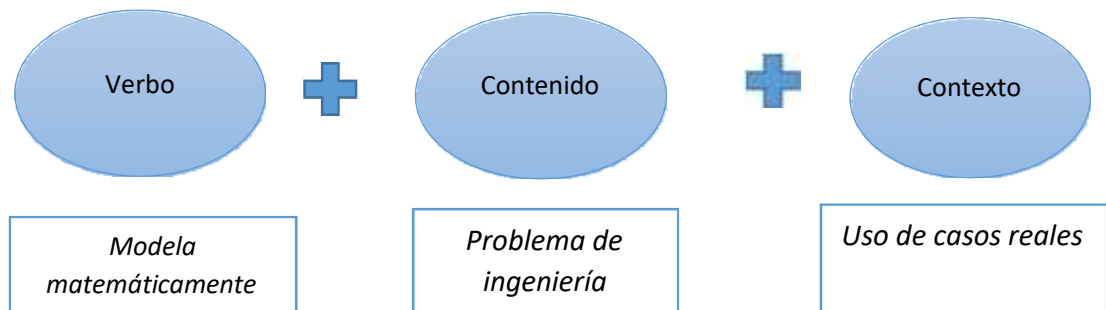 Verbo
Contenido
Contexto
Modela
matemáticamente
Problema de
ingeniería
Uso de casos reales